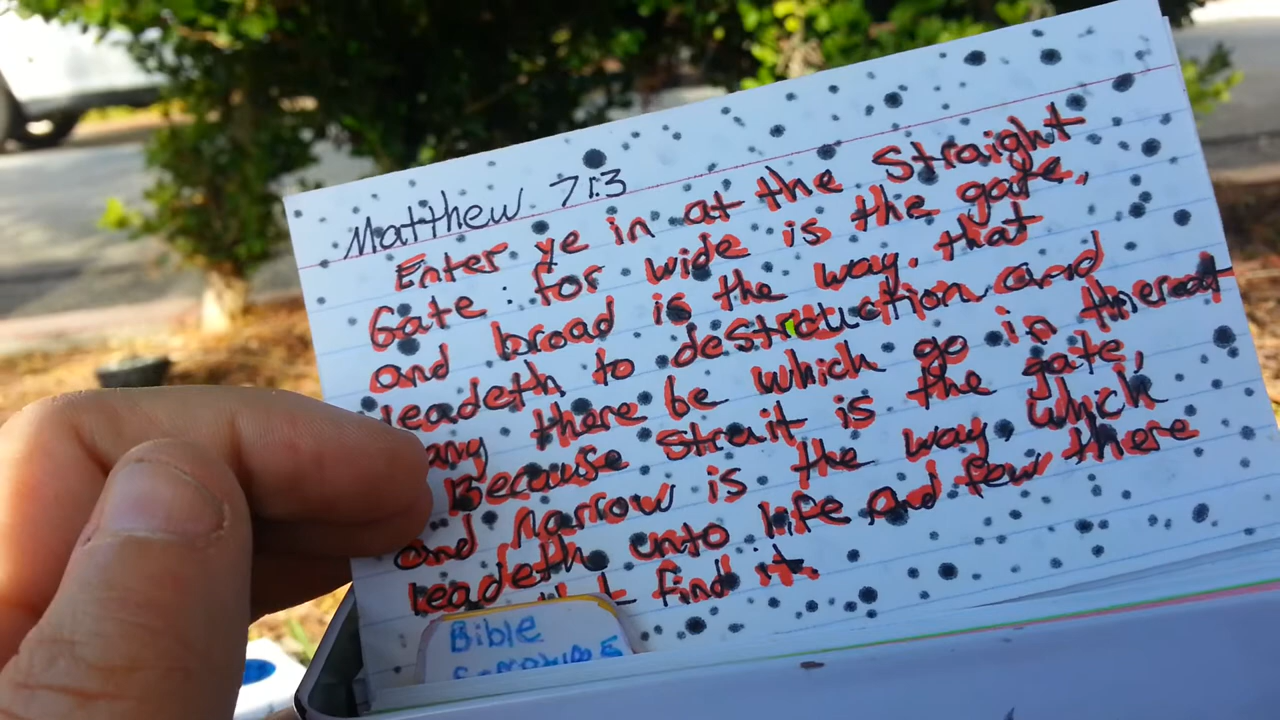 Matthew 7:3
Enter ye in at the Straight
Gate: for wide is the gate,
and broad is the way. that
leadeth to destruction and
any there be which go in thereat
Because strait is the gate,
and Narrow is the way, which
leadeth unto life and few there
find it.
Bible